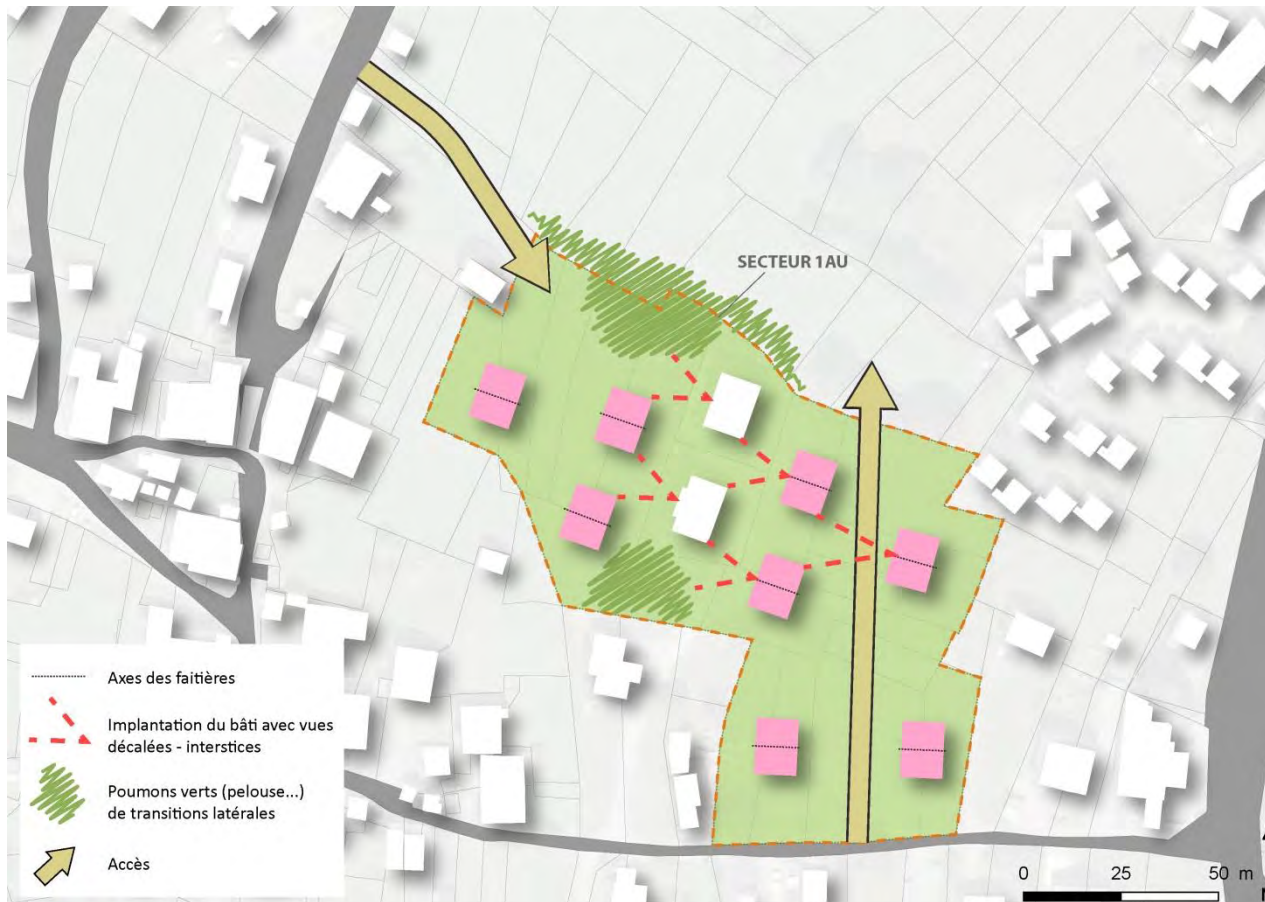 SECTEUR 1AU
Axes des faitières
Implantation du bâti avec vues
décalées - interstices
Poumons verts (pelouse...)
de transitions latérales
Accès
0 25 50 m